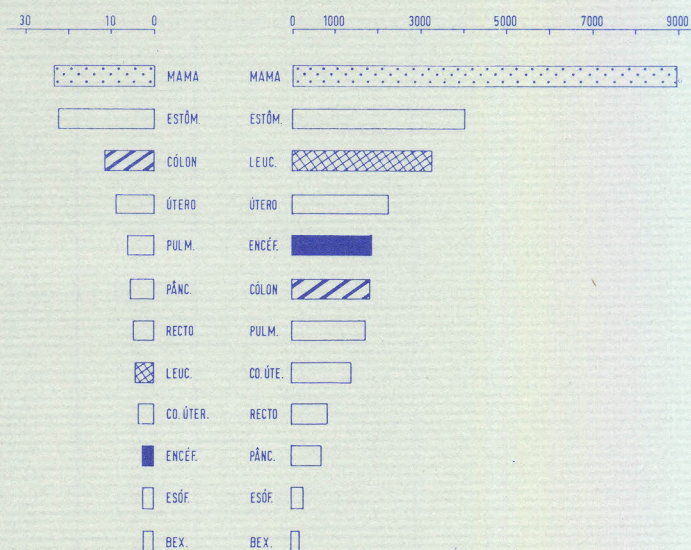 30 0 0 1000 3000 5000 7000 9000
MAMA MAMA
ESTÔM. ESTÔM.
CÓLON LEUC.
ÚTERO ÚTERO
PULM. ENCÉF.
PÂNC. CÓLON
RECTO PULM.
LEUC. CO. ÚTE.
CO. ÚTER. RECTO
ENCÉF. PÂNC.
ESÓF. ESÓF.
BEX. BEX.